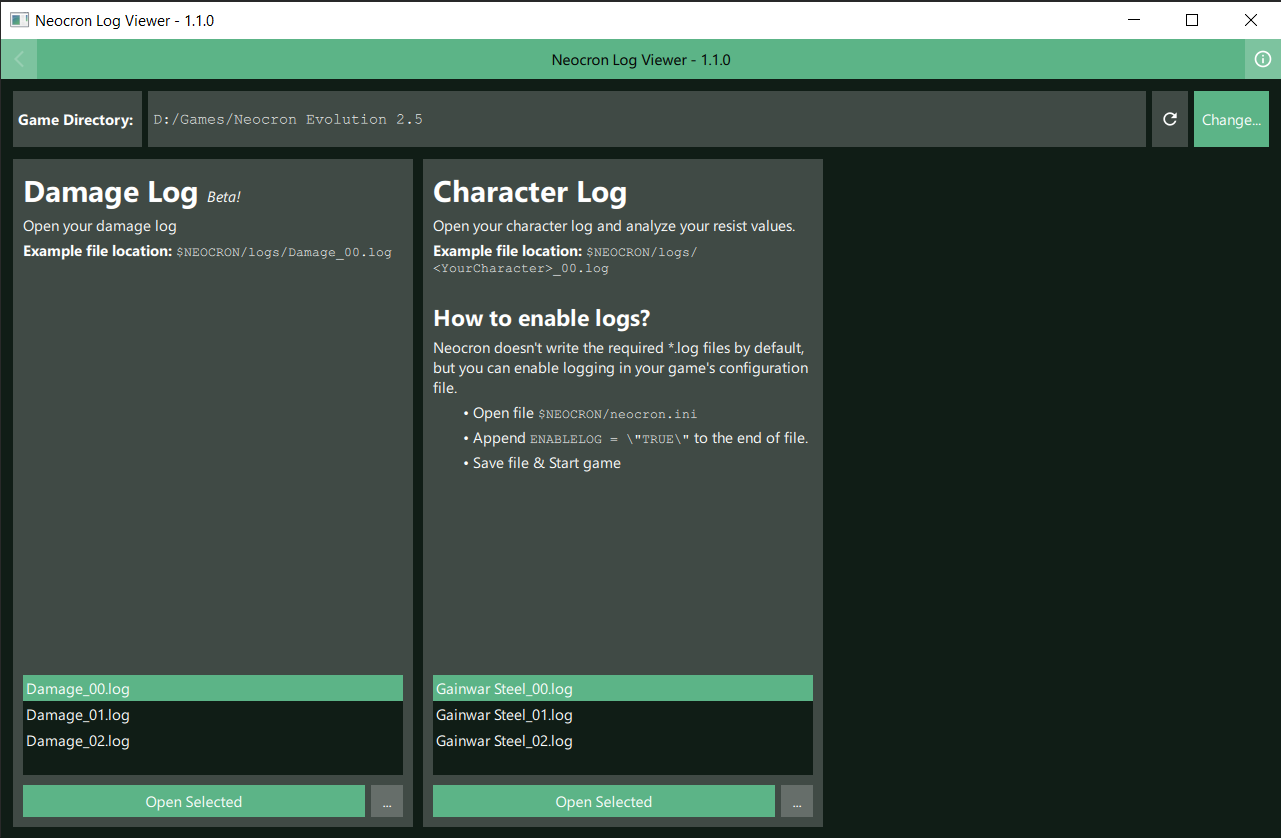 Neocron Log Viewer - 1.1.0
Neocron Log Viewer - 1.1.0
Game Directory: D:/Games/Neocron Evolution 2.5 Change...
Damage Log Beta!
Open your damage log
Example file location: $NEOCRON/logs/Damage_00.log
Damage_00.log
Damage_01.log
Damage_02.log
Open Selected ...
Character Log
Open your character log and analyze your resist values.
Example file location: $NEOCRON/logs/
<YourCharacter>_00.log
How to enable logs?
Neocron doesn't write the required *.log files by default,
but you can enable logging in your game's configuration
file.
• Open file $NEOCRON/neocron.ini
• Append ENABLELOG = \"TRUE\" to the end of file.
• Save file & Start game
Gainwar Steel_00.log
Gainwar Steel_01.log
Gainwar Steel_02.log
Open Selected ...